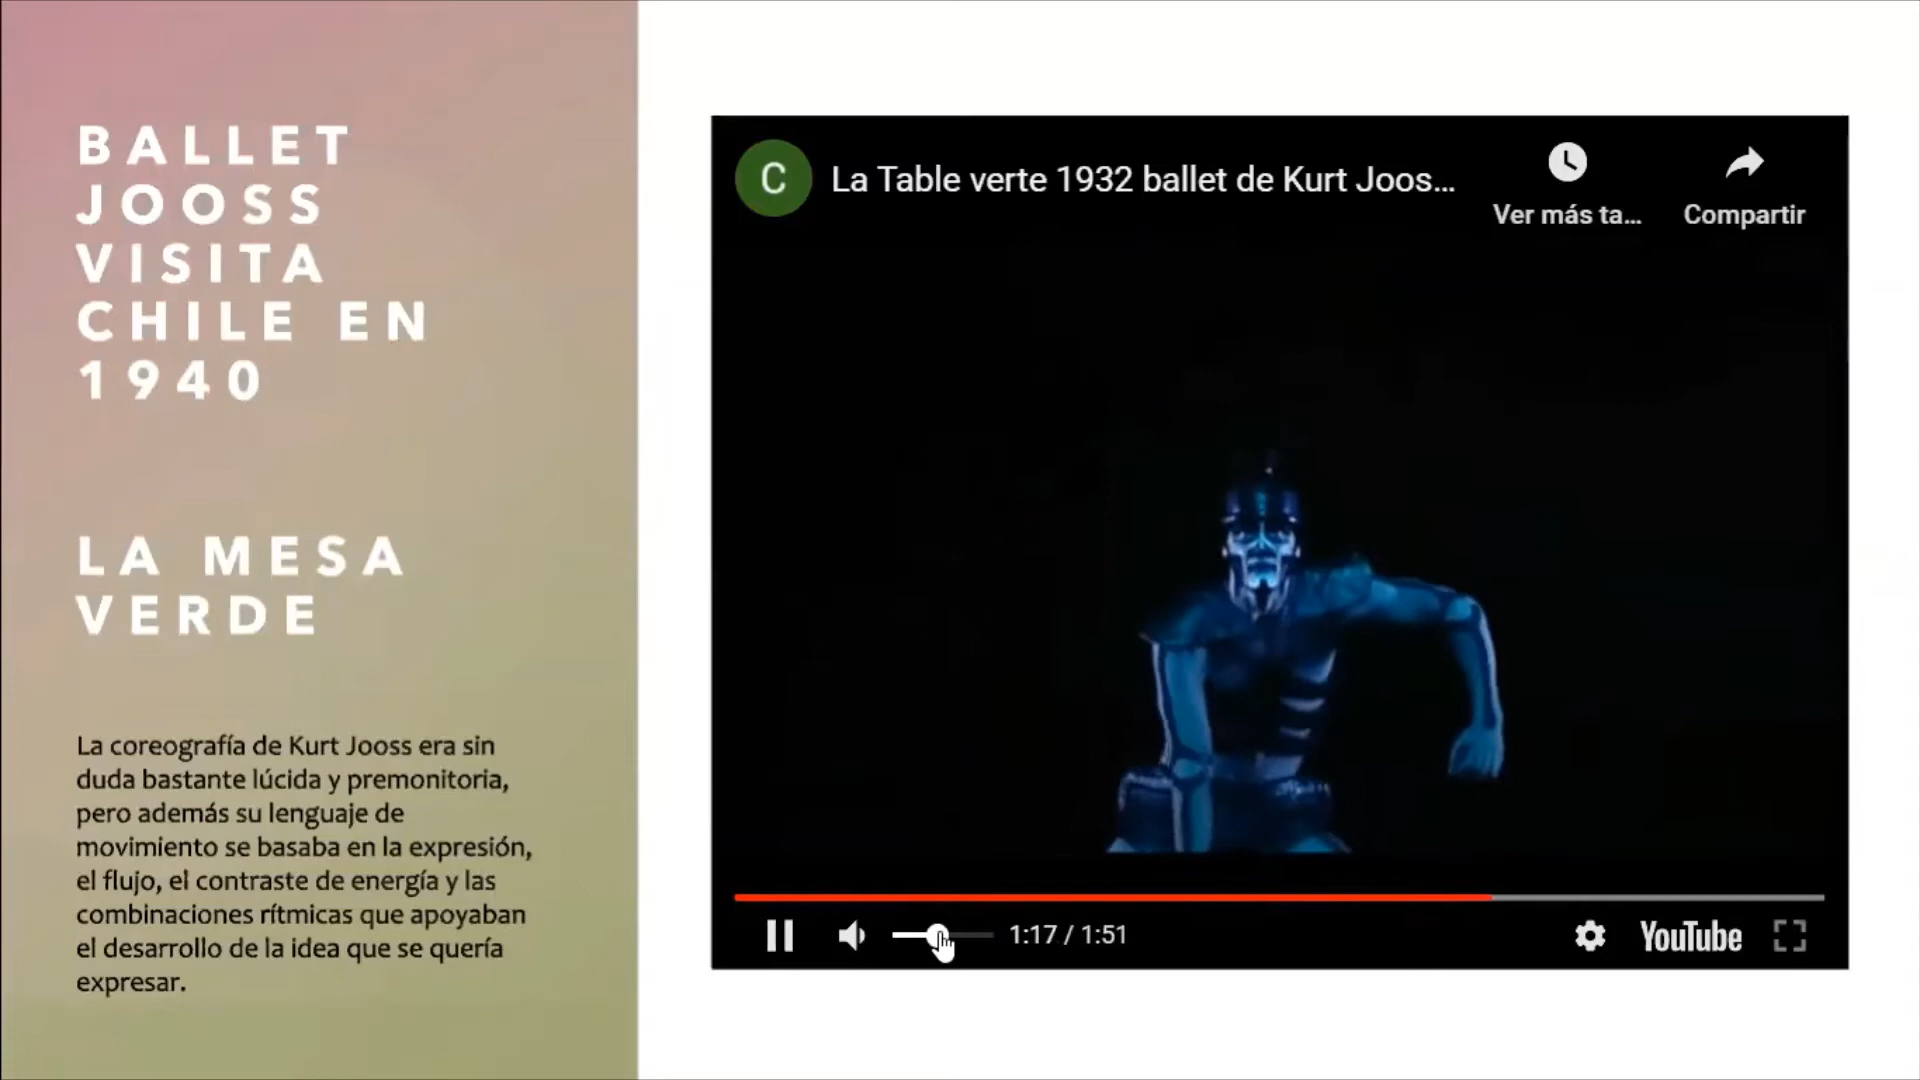 BALLET
JOOSS
VISITA
CHILE EN
1940
LA MESA
VERDE
La coreografía de Kurt Jooss era sin
duda bastante lúcida y premonitoria,
pero además su lenguaje de
movimiento se basaba en la expresión,
el flujo, el contraste de energía y las
combinaciones rítmicas que apoyaban
el desarrollo de la idea que se quería
expresar.
C
La Table verte 1932 ballet de Kurt Joos...
Ver más ta...
Compartir
1:17 / 1:51
YouTube